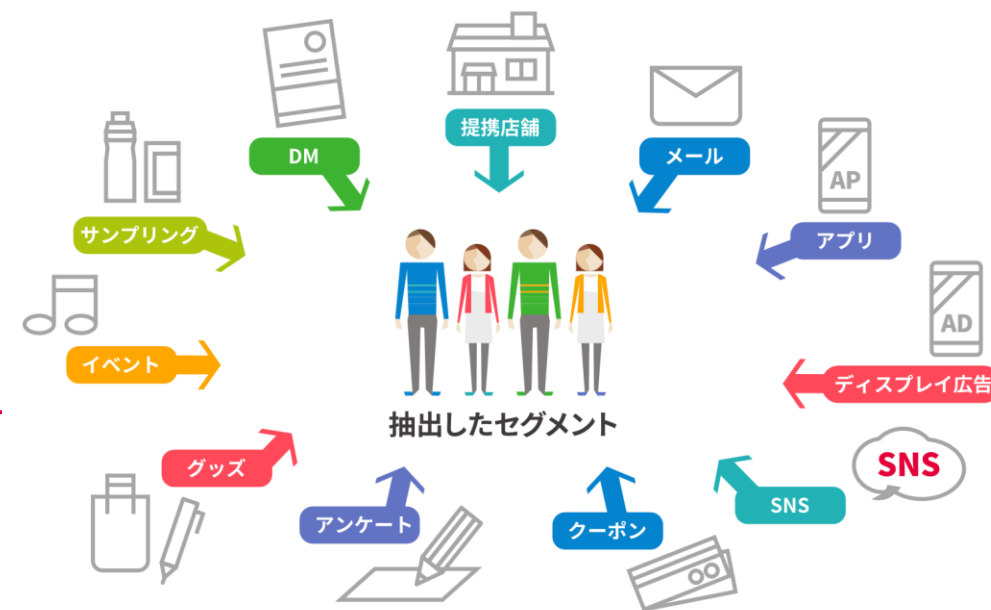 提携店舗
DM
メール
AP
アプリ
サンプリング
AD
イベント
ディスプレイ広告
抽出したセグメント
グッズ
SNS
SNS
アンケート
クーポン